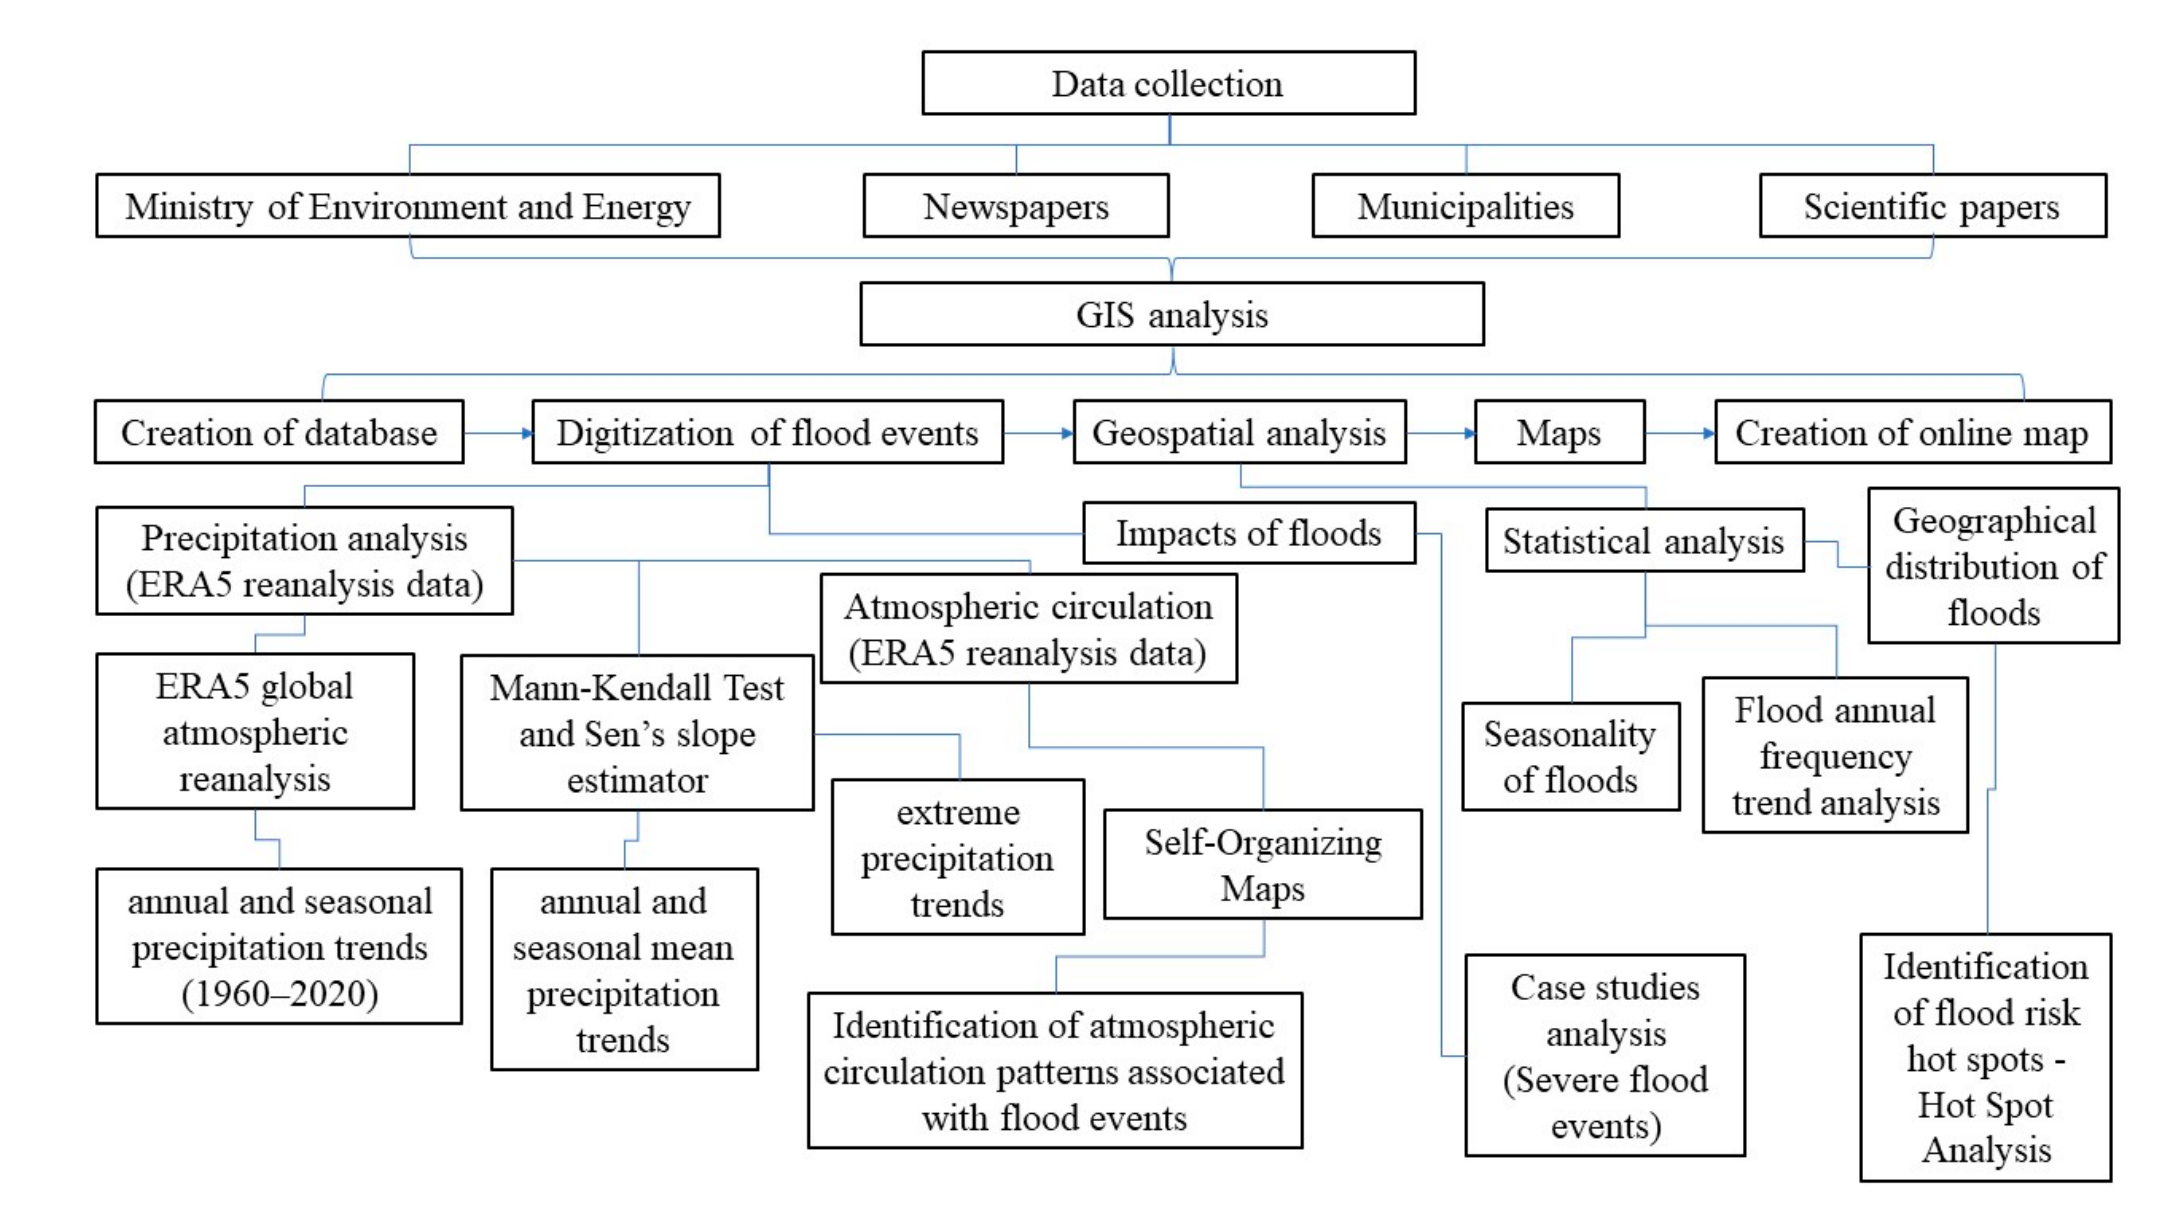 Data collection
Ministry of Environment and Energy
Newspapers
Municipalities
Scientific papers
GIS analysis
Creation of database
Digitization of flood events
Geospatial analysis
Maps
Creation of online map
Precipitation analysis
(ERA5 reanalysis data)
Impacts of floods
Statistical analysis
Geographical
distribution of
floods
Atmospheric circulation
(ERA5 reanalysis data)
ERA5 global
atmospheric
reanalysis
Mann-Kendall Test
and Sen’s slope
estimator
Seasonality
of floods
Flood annual
frequency
trend analysis
extreme
precipitation
trends
Self-Organizing
Maps
annual and seasonal
precipitation trends
(1960–2020)
annual and
seasonal mean
precipitation
trends
Identification of atmospheric
circulation patterns associated
with flood events
Case studies
analysis
(Severe flood
events)
Identification
of flood risk
hot spots -
Hot Spot
Analysis